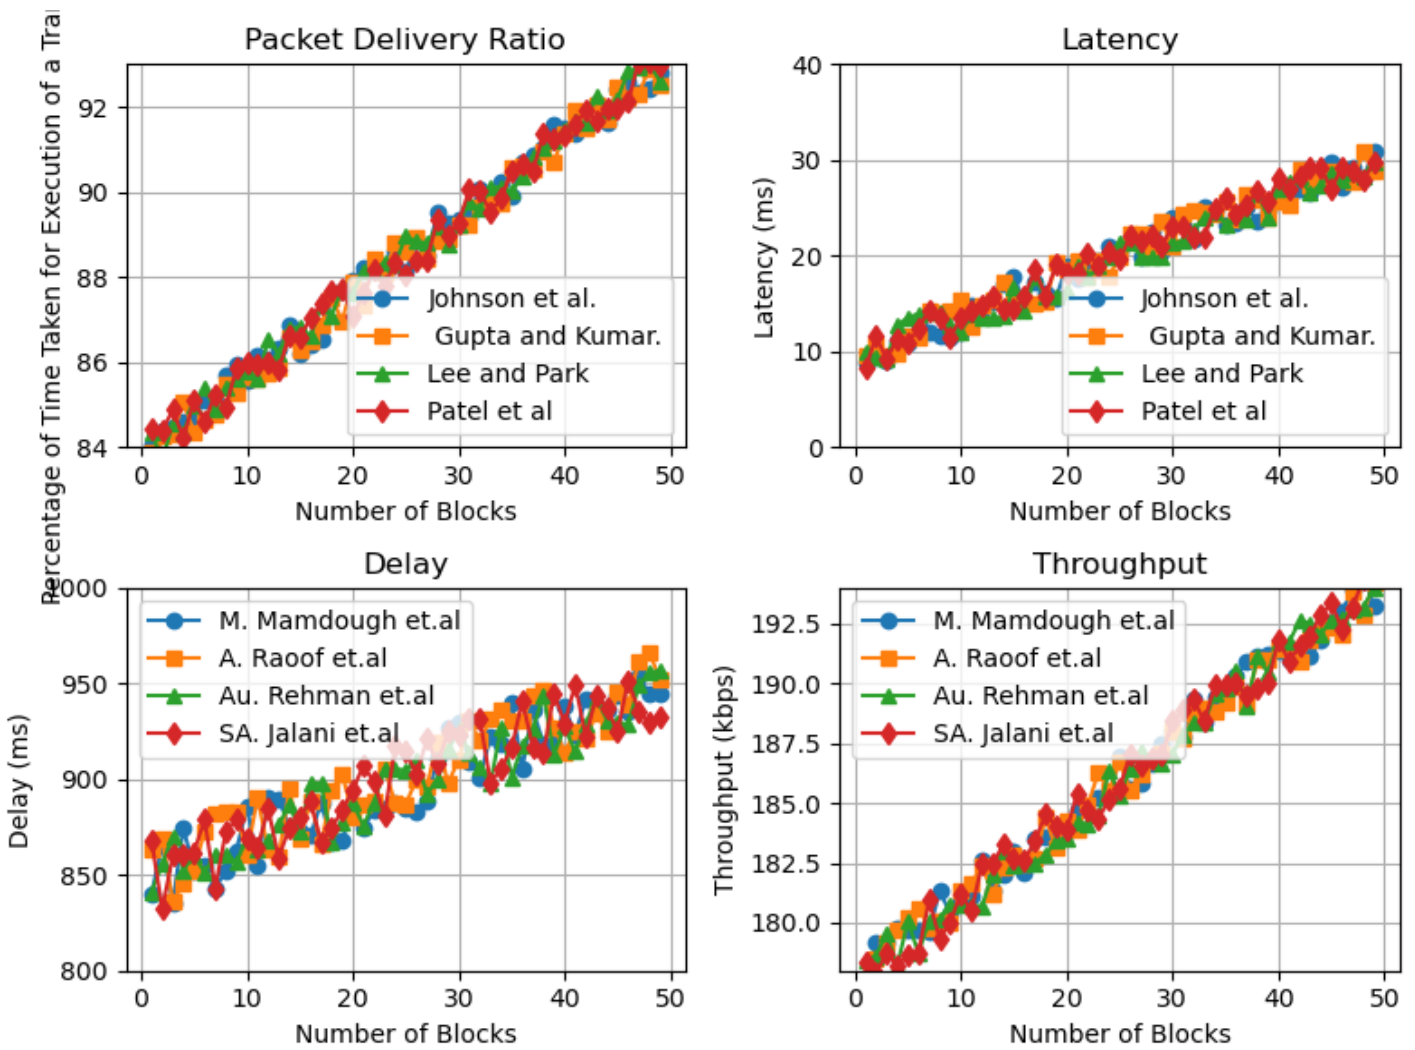 Packet Delivery Ratio
Percentage of Time Taken for Execution of a
92
90
88
86
84
0 10 20 30 40 50
Number of Blocks
Johnson et al.
Gupta and Kumar.
Lee and Park
Patel et al
Latency
Latency (ms)
40
30
20
10
0
0 10 20 30 40 50
Number of Blocks
Johnson et al.
Gupta and Kumar.
Lee and Park
Patel et al
Delay
Delay (ms)
1000
950
900
850
800
0 10 20 30 40 50
Number of Blocks
M. Mamdough et.al
A. Raoof et.al
Au. Rehman et.al
SA. Jalani et.al
Throughput
Throughput (kbps)
192.5
190.0
187.5
185.0
182.5
180.0
0 10 20 30 40 50
Number of Blocks
M. Mamdough et.al
A. Raoof et.al
Au. Rehman et.al
SA. Jalani et.al